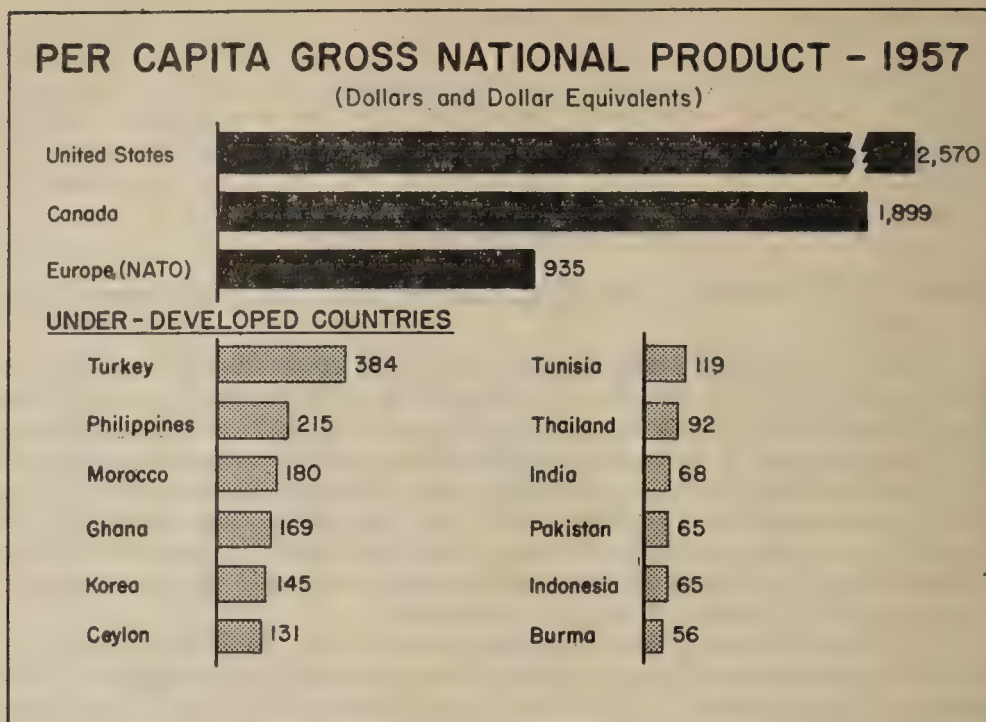 PER CAPITA GROSS NATIONAL PRODUCT - 1957
(Dollars and Dollar Equivalents)
United States 2,570
Canada 1,899
Europe (NATO) 935
UNDER-DEVELOPED COUNTRIES
Turkey 384
Philippines 215
Morocco 180
Ghana 169
Korea 145
Ceylon 131
Tunisia 119
Thailand 92
India 68
Pakistan 65
Indonesia 65
Burma 56